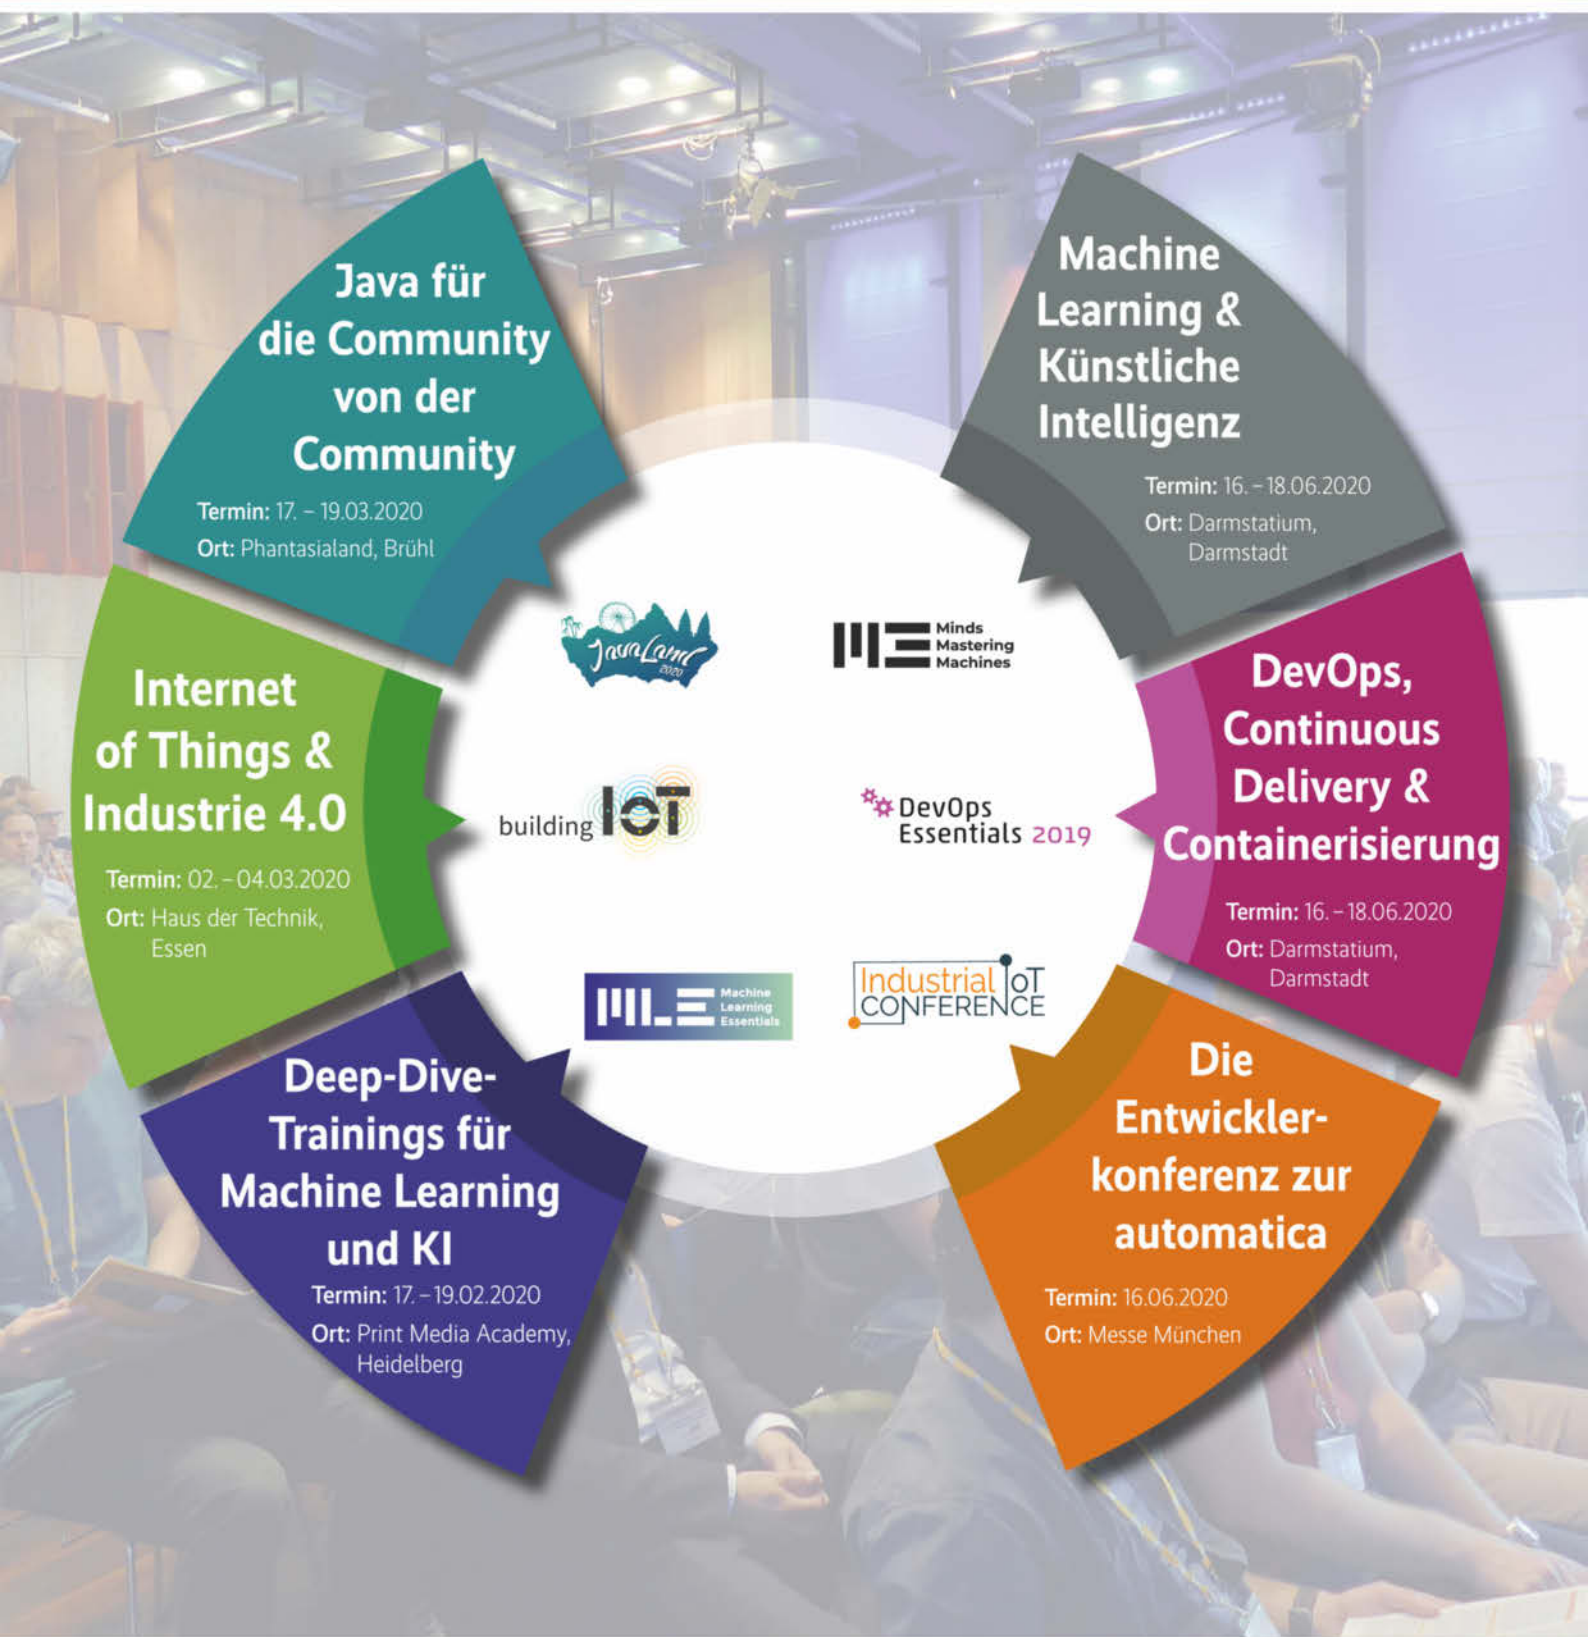 Java für
die Community
von der
Community
Termin: 17. – 19.03.2020
Ort: Phantasialand, Brühl
Machine
Learning &
Künstliche
Intelligenz
Termin: 16. – 18.06.2020
Ort: Darmstatium,
Darmstadt
Internet
of Things &
Industrie 4.0
Termin: 02. – 04.03.2020
Ort: Haus der Technik,
Essen
DevOps,
Continuous
Delivery &
Containerisierung
Termin: 16. – 18.06.2020
Ort: Darmstatium,
Darmstadt
Deep-Dive-
Trainings für
Machine Learning
und KI
Termin: 17. – 19.02.2020
Ort: Print Media Academy,
Heidelberg
Die
Entwickler-
konferenz zur
automatica
Termin: 16.06.2020
Ort: Messe München
JavaLand
2020
Minds
Mastering
Machines
building IoT
DevOps
Essentials 2019
MLE
Machine
Learning
Essentials
Industrial IoT
CONFERENCE